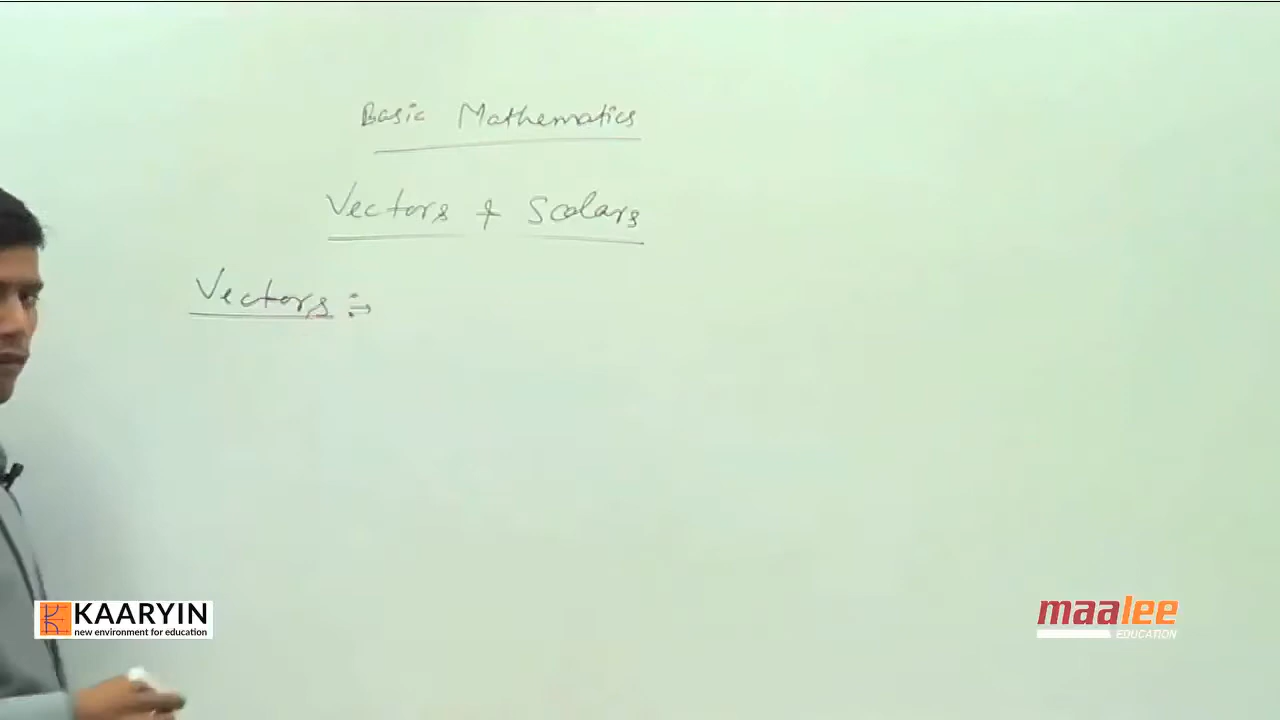 Basic Mathematics
Vectors & Scalars
Vectors :→
KAARYIN
new environment for education
maalee
EDUCATION